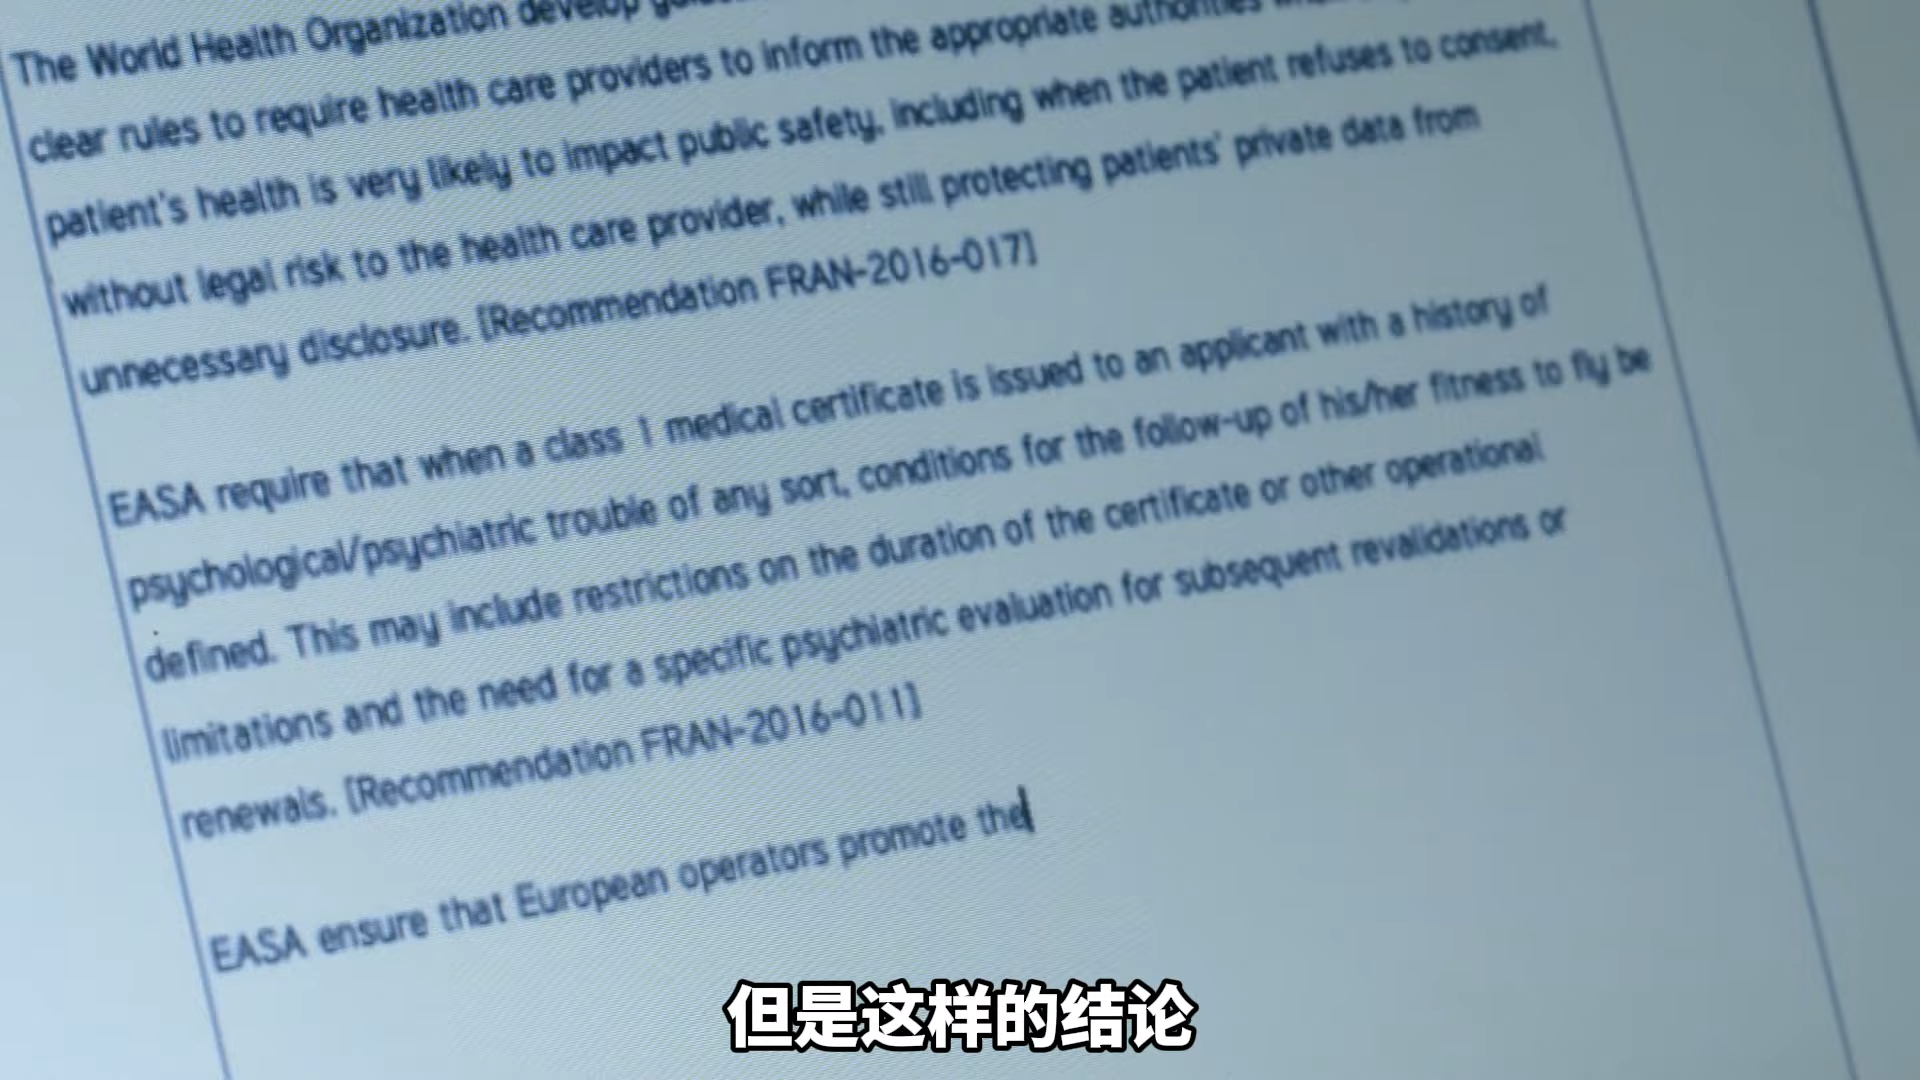 The World Health Organization develop
clear rules to require health care providers to inform the appropriate authorities
patient's health is very likely to impact public safety, including when the patient refuses to consent,
without legal risk to the health care provider, while still protecting patients' private data from
unnecessary disclosure. [Recommendation FRAN-2016-017]
EASA require that when a class 1 medical certificate is issued to an applicant with a history of
psychological/psychiatric trouble of any sort, conditions for the follow-up of his/her fitness to fly be
defined. This may include restrictions on the duration of the certificate or other operational
limitations and the need for a specific psychiatric evaluation for subsequent revalidations or
renewals. [Recommendation FRAN-2016-011]
EASA ensure that European operators promote the
但是这样的结论